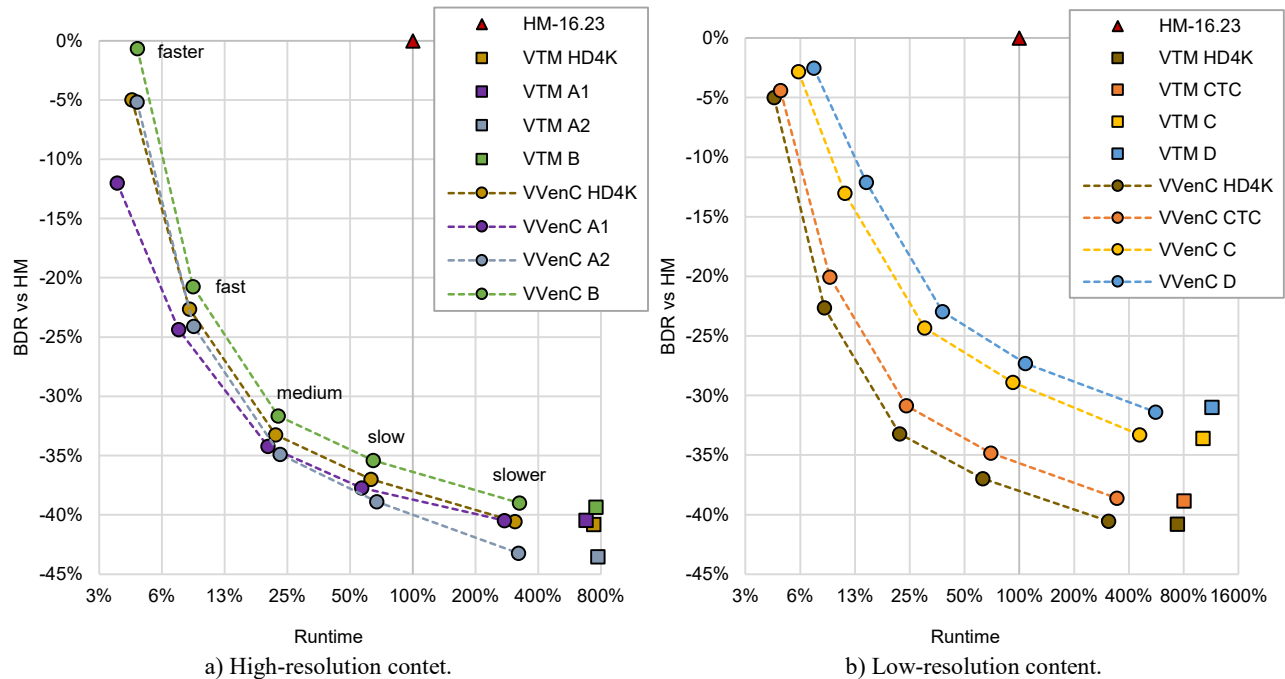 HM-16.23
VTM HD4K
VTM A1
VTM A2
VTM B
VVenC HD4K
VVenC A1
VVenC A2
VVenC B
0%
-5%
-10%
-15%
-20%
-25%
-30%
-35%
-40%
-45%
BDR vs HM
faster
fast
medium
slow
slower
3%
6%
13%
25%
50%
100%
200%
400%
800%
Runtime
a) High-resolution contet.
HM-16.23
VTM HD4K
VTM CTC
VTM C
VTM D
VVenC HD4K
VVenC CTC
VVenC C
VVenC D
0%
-5%
-10%
-15%
-20%
-25%
-30%
-35%
-40%
-45%
BDR vs HM
3%
6%
13%
25%
50%
100%
200%
400%
800%
1600%
Runtime
b) Low-resolution content.